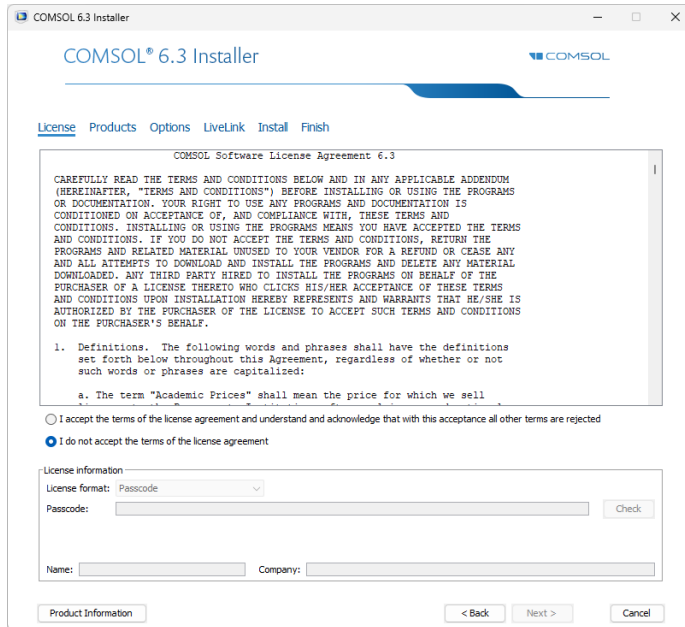 COMSOL 6.3 Installer
COMSOL® 6.3 Installer
COMSOL
License Products Options LiveLink Install Finish
COMSOL Software License Agreement 6.3
CAREFULLY READ THE TERMS AND CONDITIONS BELOW AND IN ANY APPLICABLE ADDENDUM
(HEREINAFTER, "TERMS AND CONDITIONS") BEFORE INSTALLING OR USING THE PROGRAMS
OR DOCUMENTATION. YOUR RIGHT TO USE ANY PROGRAMS AND DOCUMENTATION IS
CONDITIONED ON ACCEPTANCE OF, AND COMPLIANCE WITH, THESE TERMS AND
CONDITIONS. INSTALLING OR USING THE PROGRAMS MEANS YOU HAVE ACCEPTED THE TERMS
AND CONDITIONS. IF YOU DO NOT ACCEPT THE TERMS AND CONDITIONS, RETURN THE
PROGRAMS AND RELATED MATERIAL UNUSED TO YOUR VENDOR FOR A REFUND OR CEASE ANY
AND ALL ATTEMPTS TO DOWNLOAD AND INSTALL THE PROGRAMS AND DELETE ANY MATERIAL
DOWNLOADED. ANY THIRD PARTY HIRED TO INSTALL THE PROGRAMS ON BEHALF OF THE
PURCHASER OF A LICENSE THERETO WHO CLICKS HIS/HER ACCEPTANCE OF THESE TERMS
AND CONDITIONS UPON INSTALLATION HEREBY REPRESENTS AND WARRANTS THAT HE/SHE IS
AUTHORIZED BY THE PURCHASER OF THE LICENSE TO ACCEPT SUCH TERMS AND CONDITIONS
ON THE PURCHASER'S BEHALF.
1. Definitions. The following words and phrases shall have the definitions
set forth below throughout this Agreement, regardless of whether or not
such words or phrases are capitalized:
a. The term "Academic Prices" shall mean the price for which we sell
I accept the terms of the license agreement and understand and acknowledge that with this acceptance all other terms are rejected
I do not accept the terms of the license agreement
License information
License format: Passcode
Passcode: Check
Name: Company:
Product Information < Back Next > Cancel